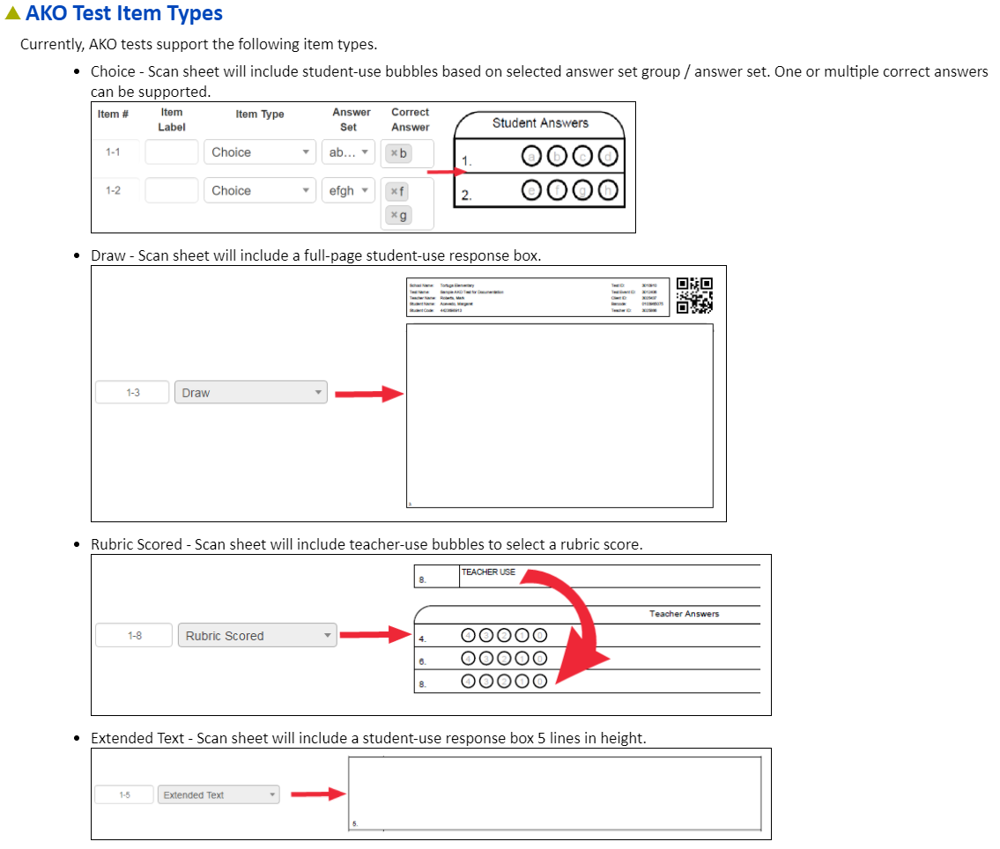 AKO Test Item Types
Currently, AKO tests support the following item types.
• Choice - Scan sheet will include student-use bubbles based on selected answer set group / answer set. One or multiple correct answers
can be supported.
Item # Item Label Item Type Answer Set Correct Answer
Student Answers
1-1 Choice ab... × b
1. a b c d
1-2 Choice efgh × f
× g
2. e f g h
• Draw - Scan sheet will include a full-page student-use response box.
School Name: Tortuga Elementary Test ID:
Test Name: Sample AKO Test for Documentation Test Event ID:
Teacher Name: Roberts, Mark Client ID:
Student Name: Acevedo, Margaret Barcode:
Student Code: Teacher ID:
1-3 Draw
• Rubric Scored - Scan sheet will include teacher-use bubbles to select a rubric score.
8. TEACHER USE
Teacher Answers
1-8 Rubric Scored
4. 4 3 2 1 0
6. 4 3 2 1 0
8. 4 3 2 1 0
• Extended Text - Scan sheet will include a student-use response box 5 lines in height.
1-5 Extended Text
5.